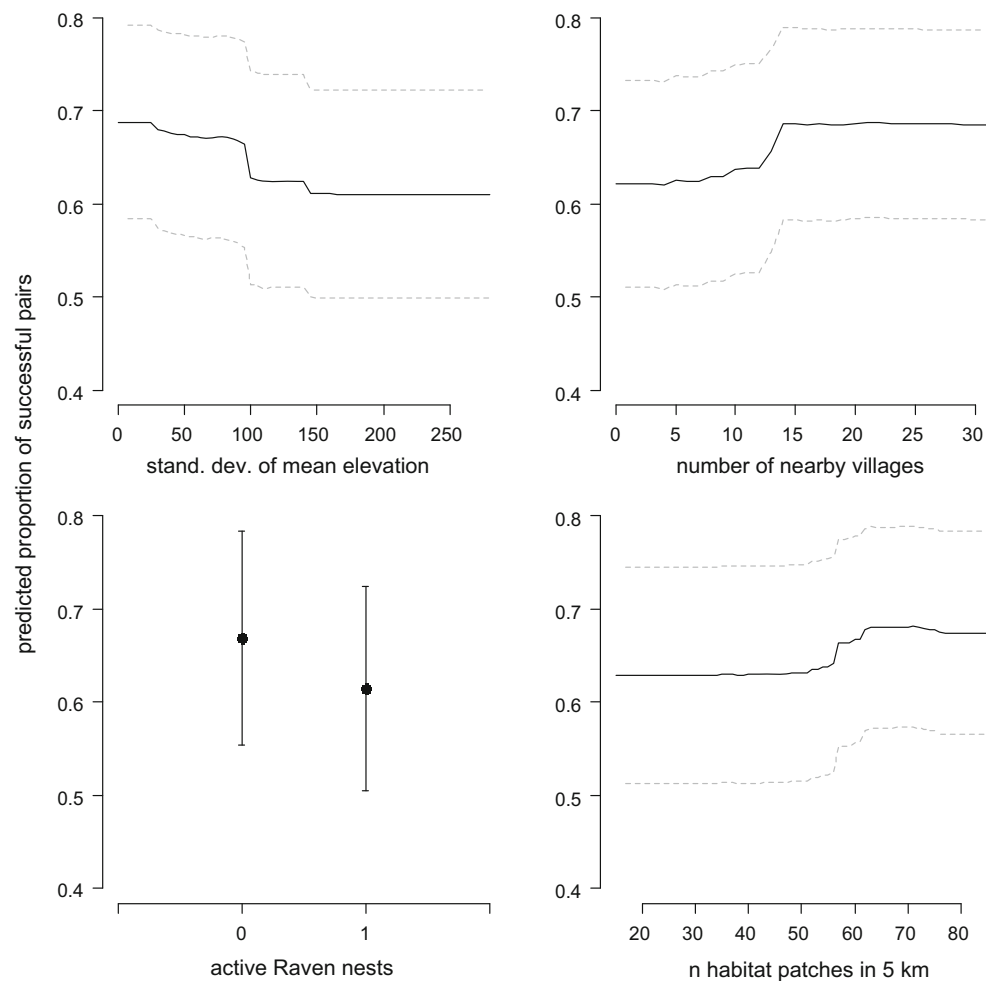 predicted proportion of successful pairs
0.8
0.7
0.6
0.5
0.4
0 50 100 150 200 250
stand. dev. of mean elevation
0.8
0.7
0.6
0.5
0.4
0 5 10 15 20 25 30
number of nearby villages
0.8
0.7
0.6
0.5
0.4
0 1
active Raven nests
0.8
0.7
0.6
0.5
0.4
20 30 40 50 60 70 80
n habitat patches in 5 km